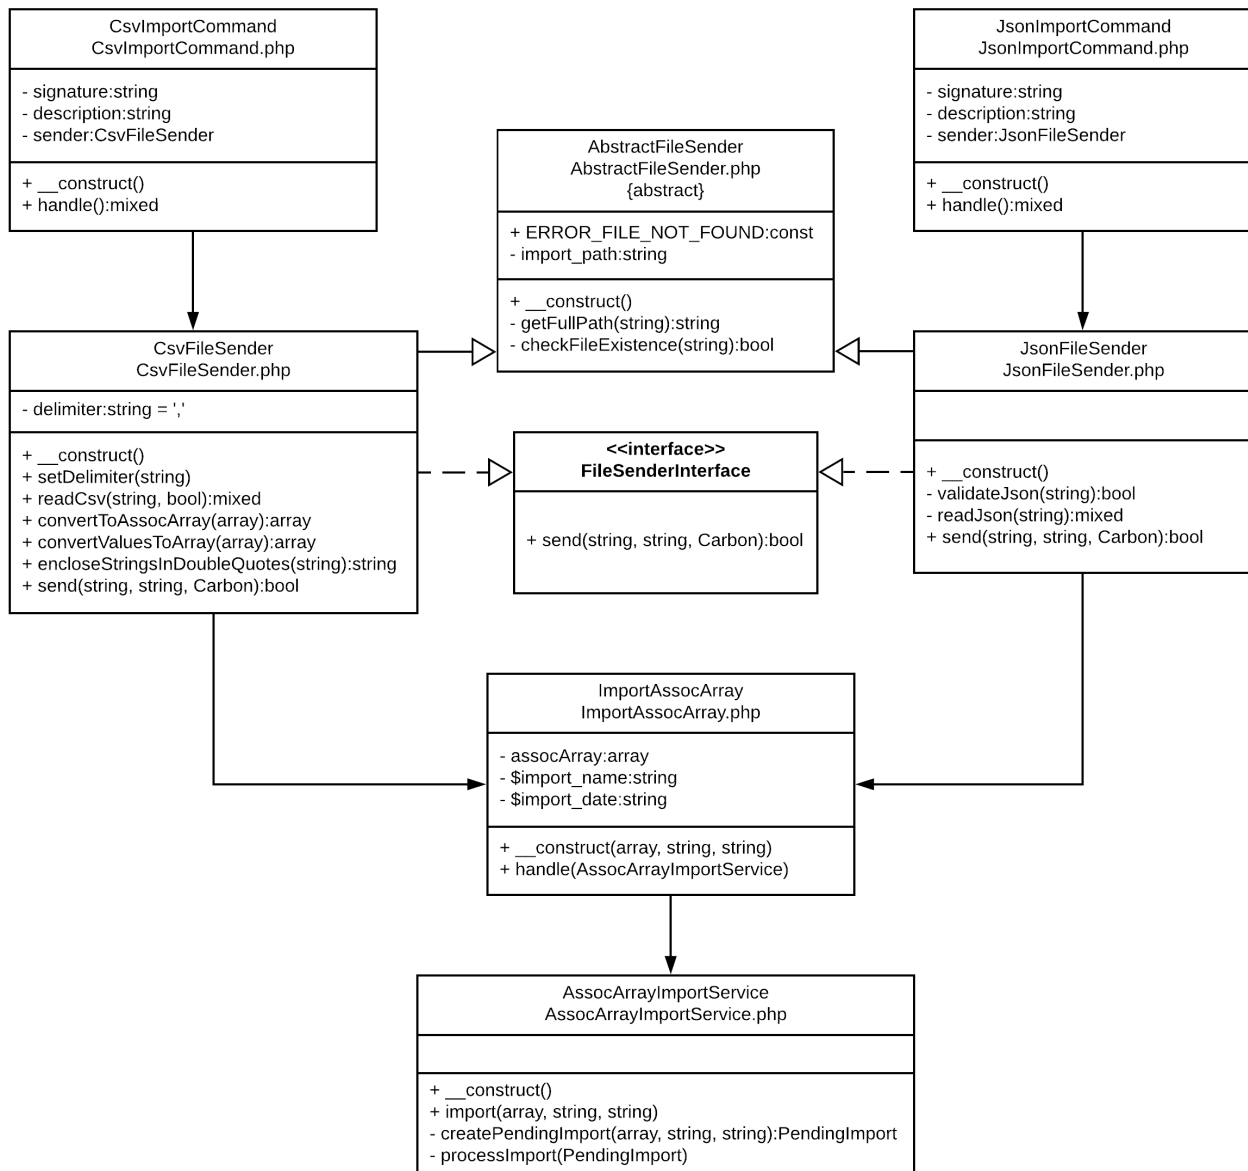 CsvImportCommand
CsvImportCommand.php
- signature:string
- description:string
- sender:CsvFileSender
+ __construct()
+ handle():mixed
JsonImportCommand
JsonImportCommand.php
- signature:string
- description:string
- sender:JsonFileSender
+ __construct()
+ handle():mixed
AbstractFileSender
AbstractFileSender.php
{abstract}
+ ERROR_FILE_NOT_FOUND:const
- import_path:string
+ __construct()
- getFullPath(string):string
- checkFileExistence(string):bool
CsvFileSender
CsvFileSender.php
- delimiter:string = ','
+ __construct()
+ setDelimiter(string)
+ readCsv(string, bool):mixed
+ convertToAssocArray(array):array
+ convertValuesToArray(array):array
+ encloseStringsInDoubleQuotes(string):string
+ send(string, string, Carbon):bool
<<interface>>
FileSenderInterface
+ send(string, string, Carbon):bool
JsonFileSender
JsonFileSender.php
+ __construct()
- validateJson(string):bool
- readJson(string):mixed
+ send(string, string, Carbon):bool
ImportAssocArray
ImportAssocArray.php
- assocArray:array
- $import_name:string
- $import_date:string
+ __construct(array, string, string)
+ handle(AssocArrayImportService)
AssocArrayImportService
AssocArrayImportService.php
+ __construct()
+ import(array, string, string)
- createPendingImport(array, string, string):PendingImport
- processImport(PendingImport)